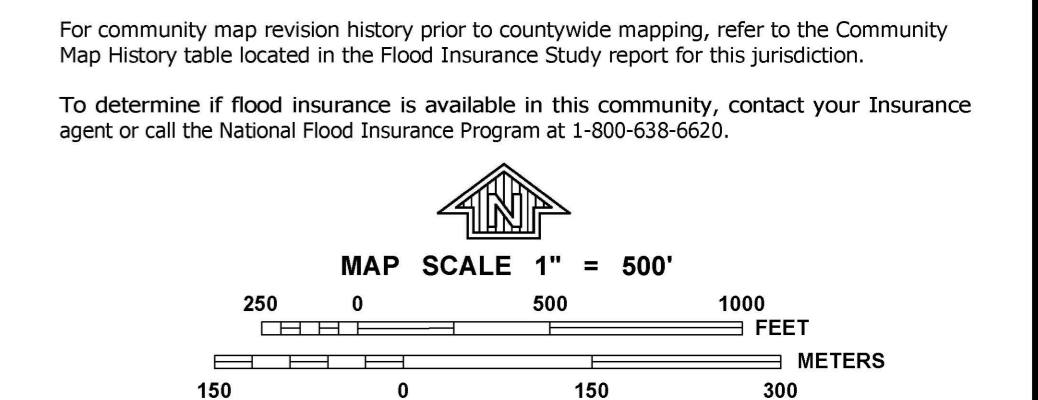 For community map revision history prior to countywide mapping, refer to the Community
Map History table located in the Flood Insurance Study report for this jurisdiction.
To determine if flood insurance is available in this community, contact your Insurance
agent or call the National Flood Insurance Program at 1-800-638-6620.
N
MAP SCALE 1" = 500'
250 0 500 1000
FEET
METERS
150 0 150 300